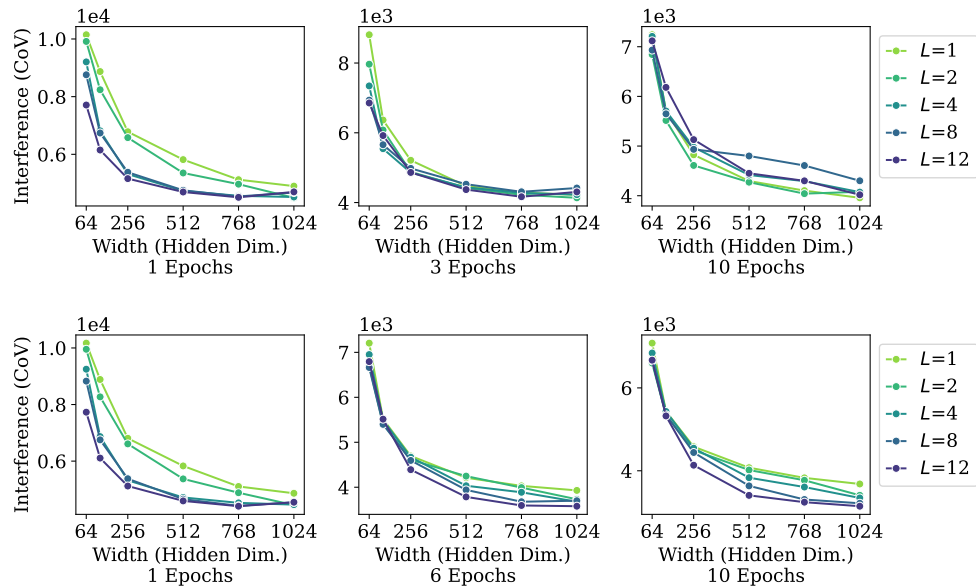 1e4
1e3
1e3
Interference (CoV)
1.0
0.8
0.6
8
6
4
7
6
5
4
L=1
L=2
L=4
L=8
L=12
64 256 512 768 1024
64 256 512 768 1024
64 256 512 768 1024
Width (Hidden Dim.)
1 Epochs
Width (Hidden Dim.)
3 Epochs
Width (Hidden Dim.)
10 Epochs
1e4
1e3
1e3
Interference (CoV)
1.0
0.8
0.6
7
6
5
4
6
4
L=1
L=2
L=4
L=8
L=12
64 256 512 768 1024
64 256 512 768 1024
64 256 512 768 1024
Width (Hidden Dim.)
1 Epochs
Width (Hidden Dim.)
6 Epochs
Width (Hidden Dim.)
10 Epochs